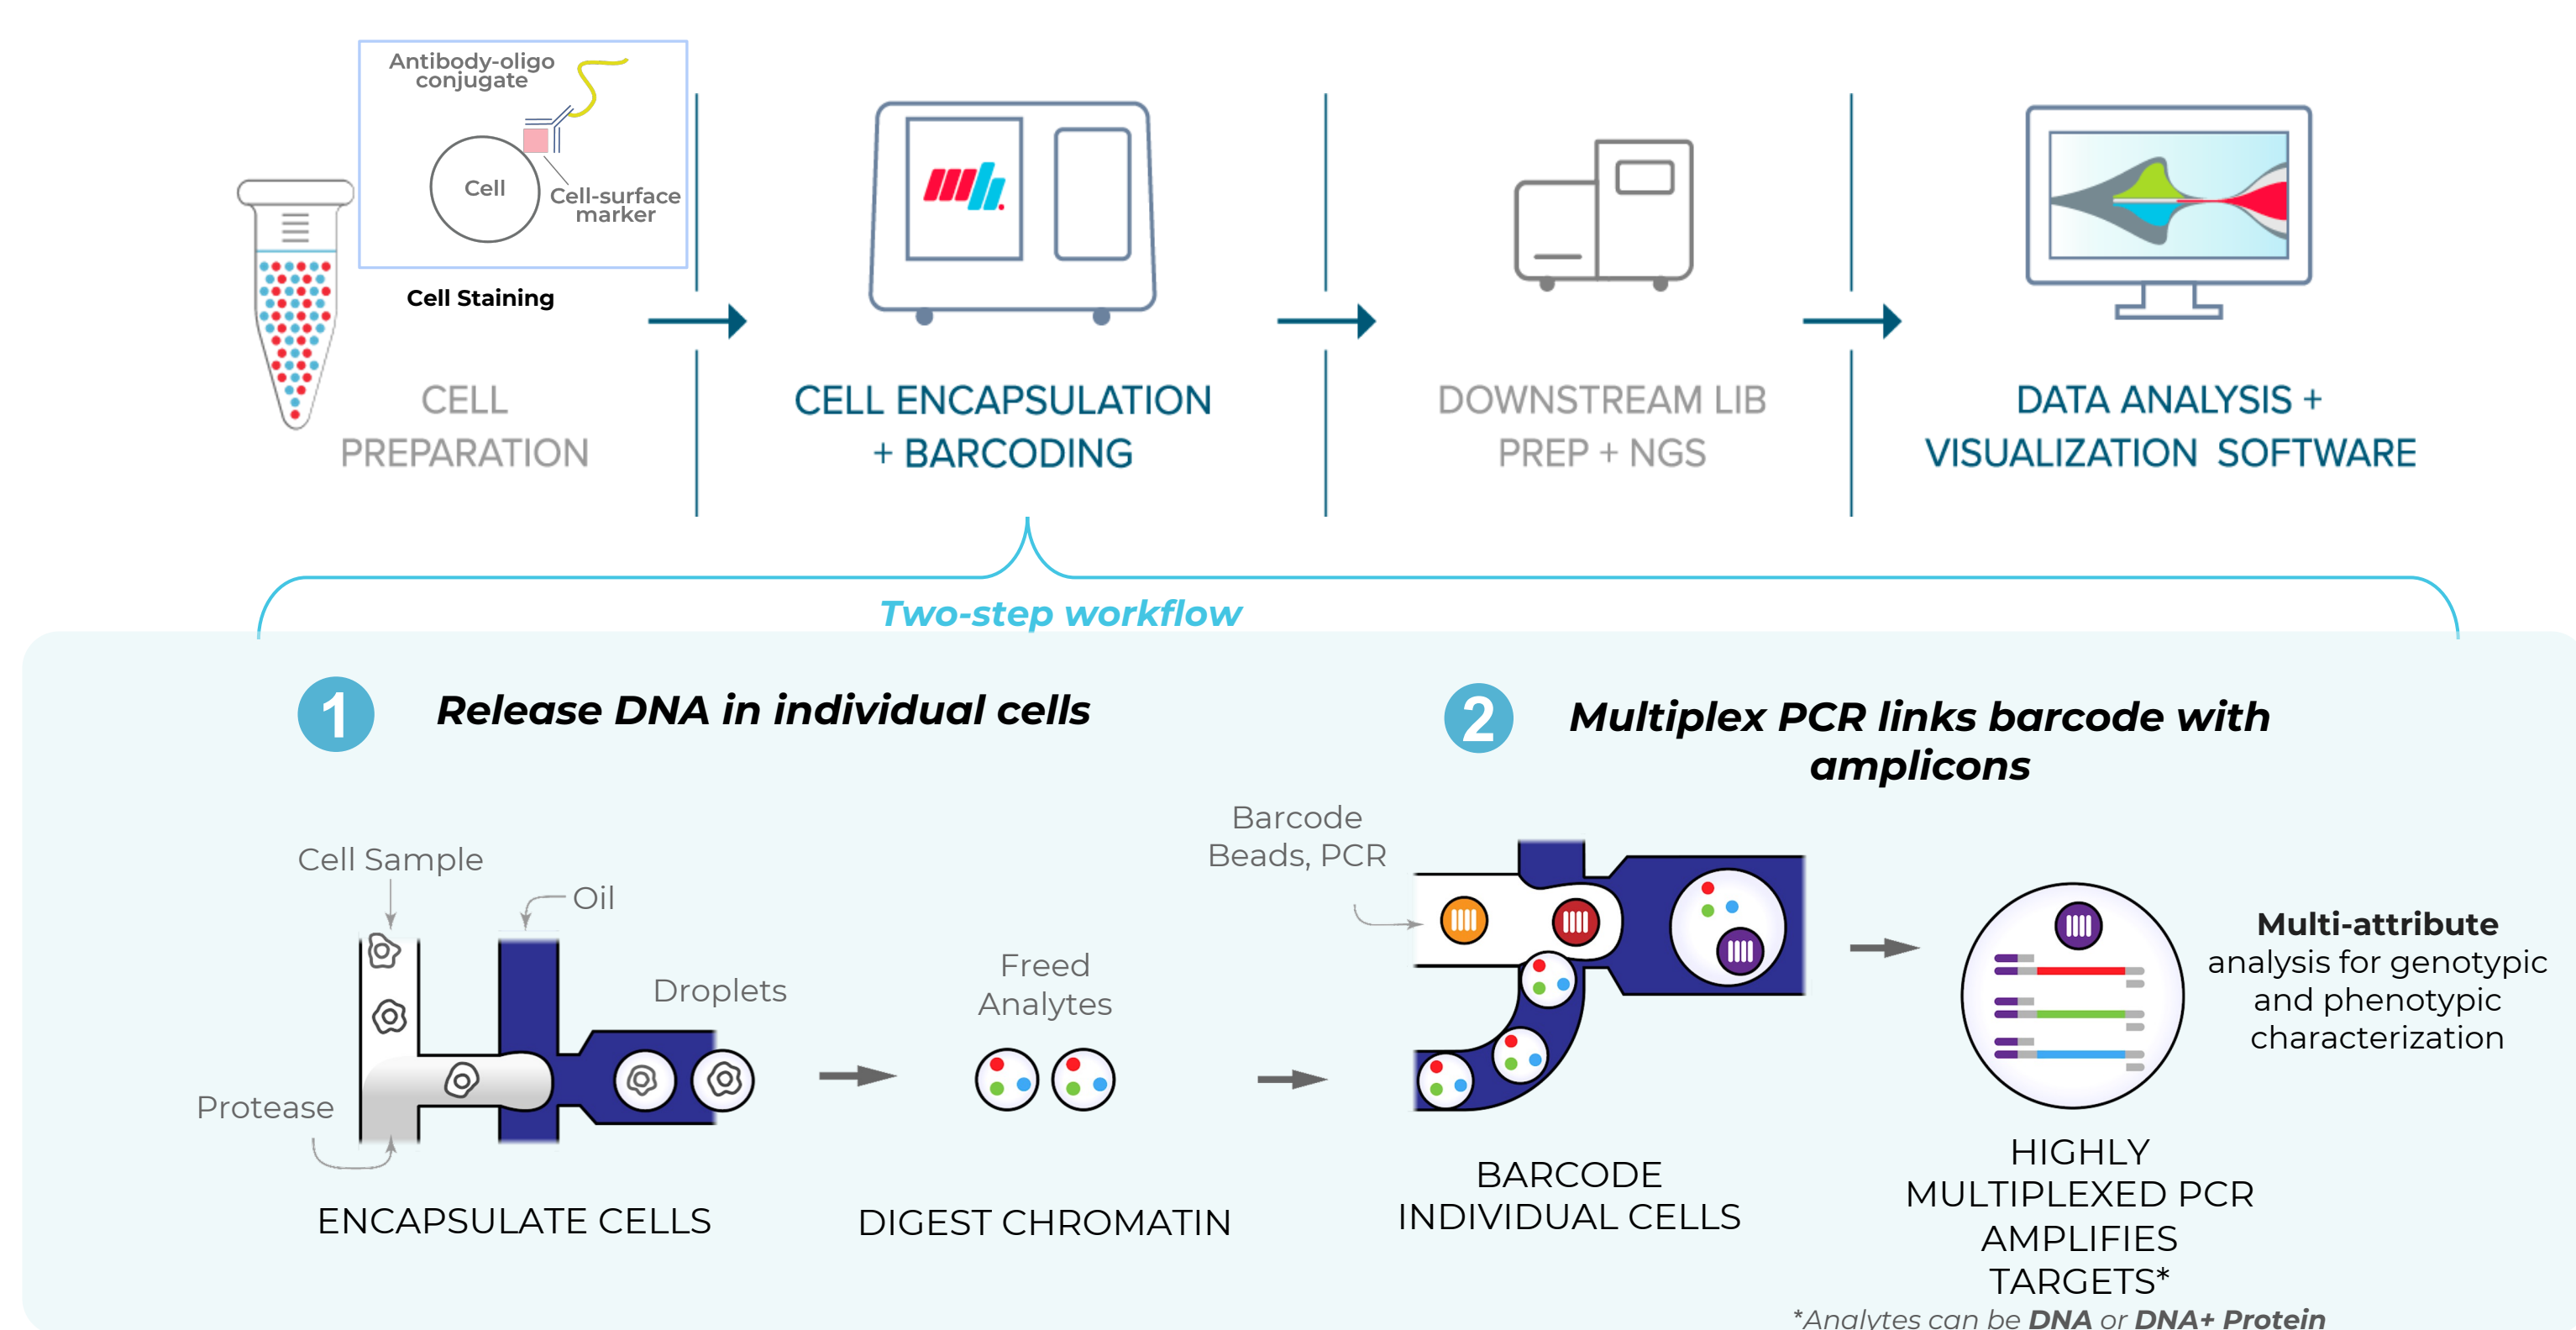 Antibody-oligo
conjugate
Cell
Cell-surface
marker
Cell Staining
CELL
PREPARATION
CELL ENCAPSULATION
+ BARCODING
DOWNSTREAM LIB
PREP + NGS
DATA ANALYSIS +
VISUALIZATION SOFTWARE
Two-step workflow
1
Release DNA in individual cells
2
Multiplex PCR links barcode with
amplicons
Cell Sample
Oil
Droplets
Protease
ENCAPSULATE CELLS
Freed
Analytes
DIGEST CHROMATIN
Barcode
Beads, PCR
BARCODE
INDIVIDUAL CELLS
Multi-attribute
analysis for genotypic
and phenotypic
characterization
HIGHLY
MULTIPLEXED PCR
AMPLIFIES
TARGETS*
*Analytes can be DNA or DNA+ Protein